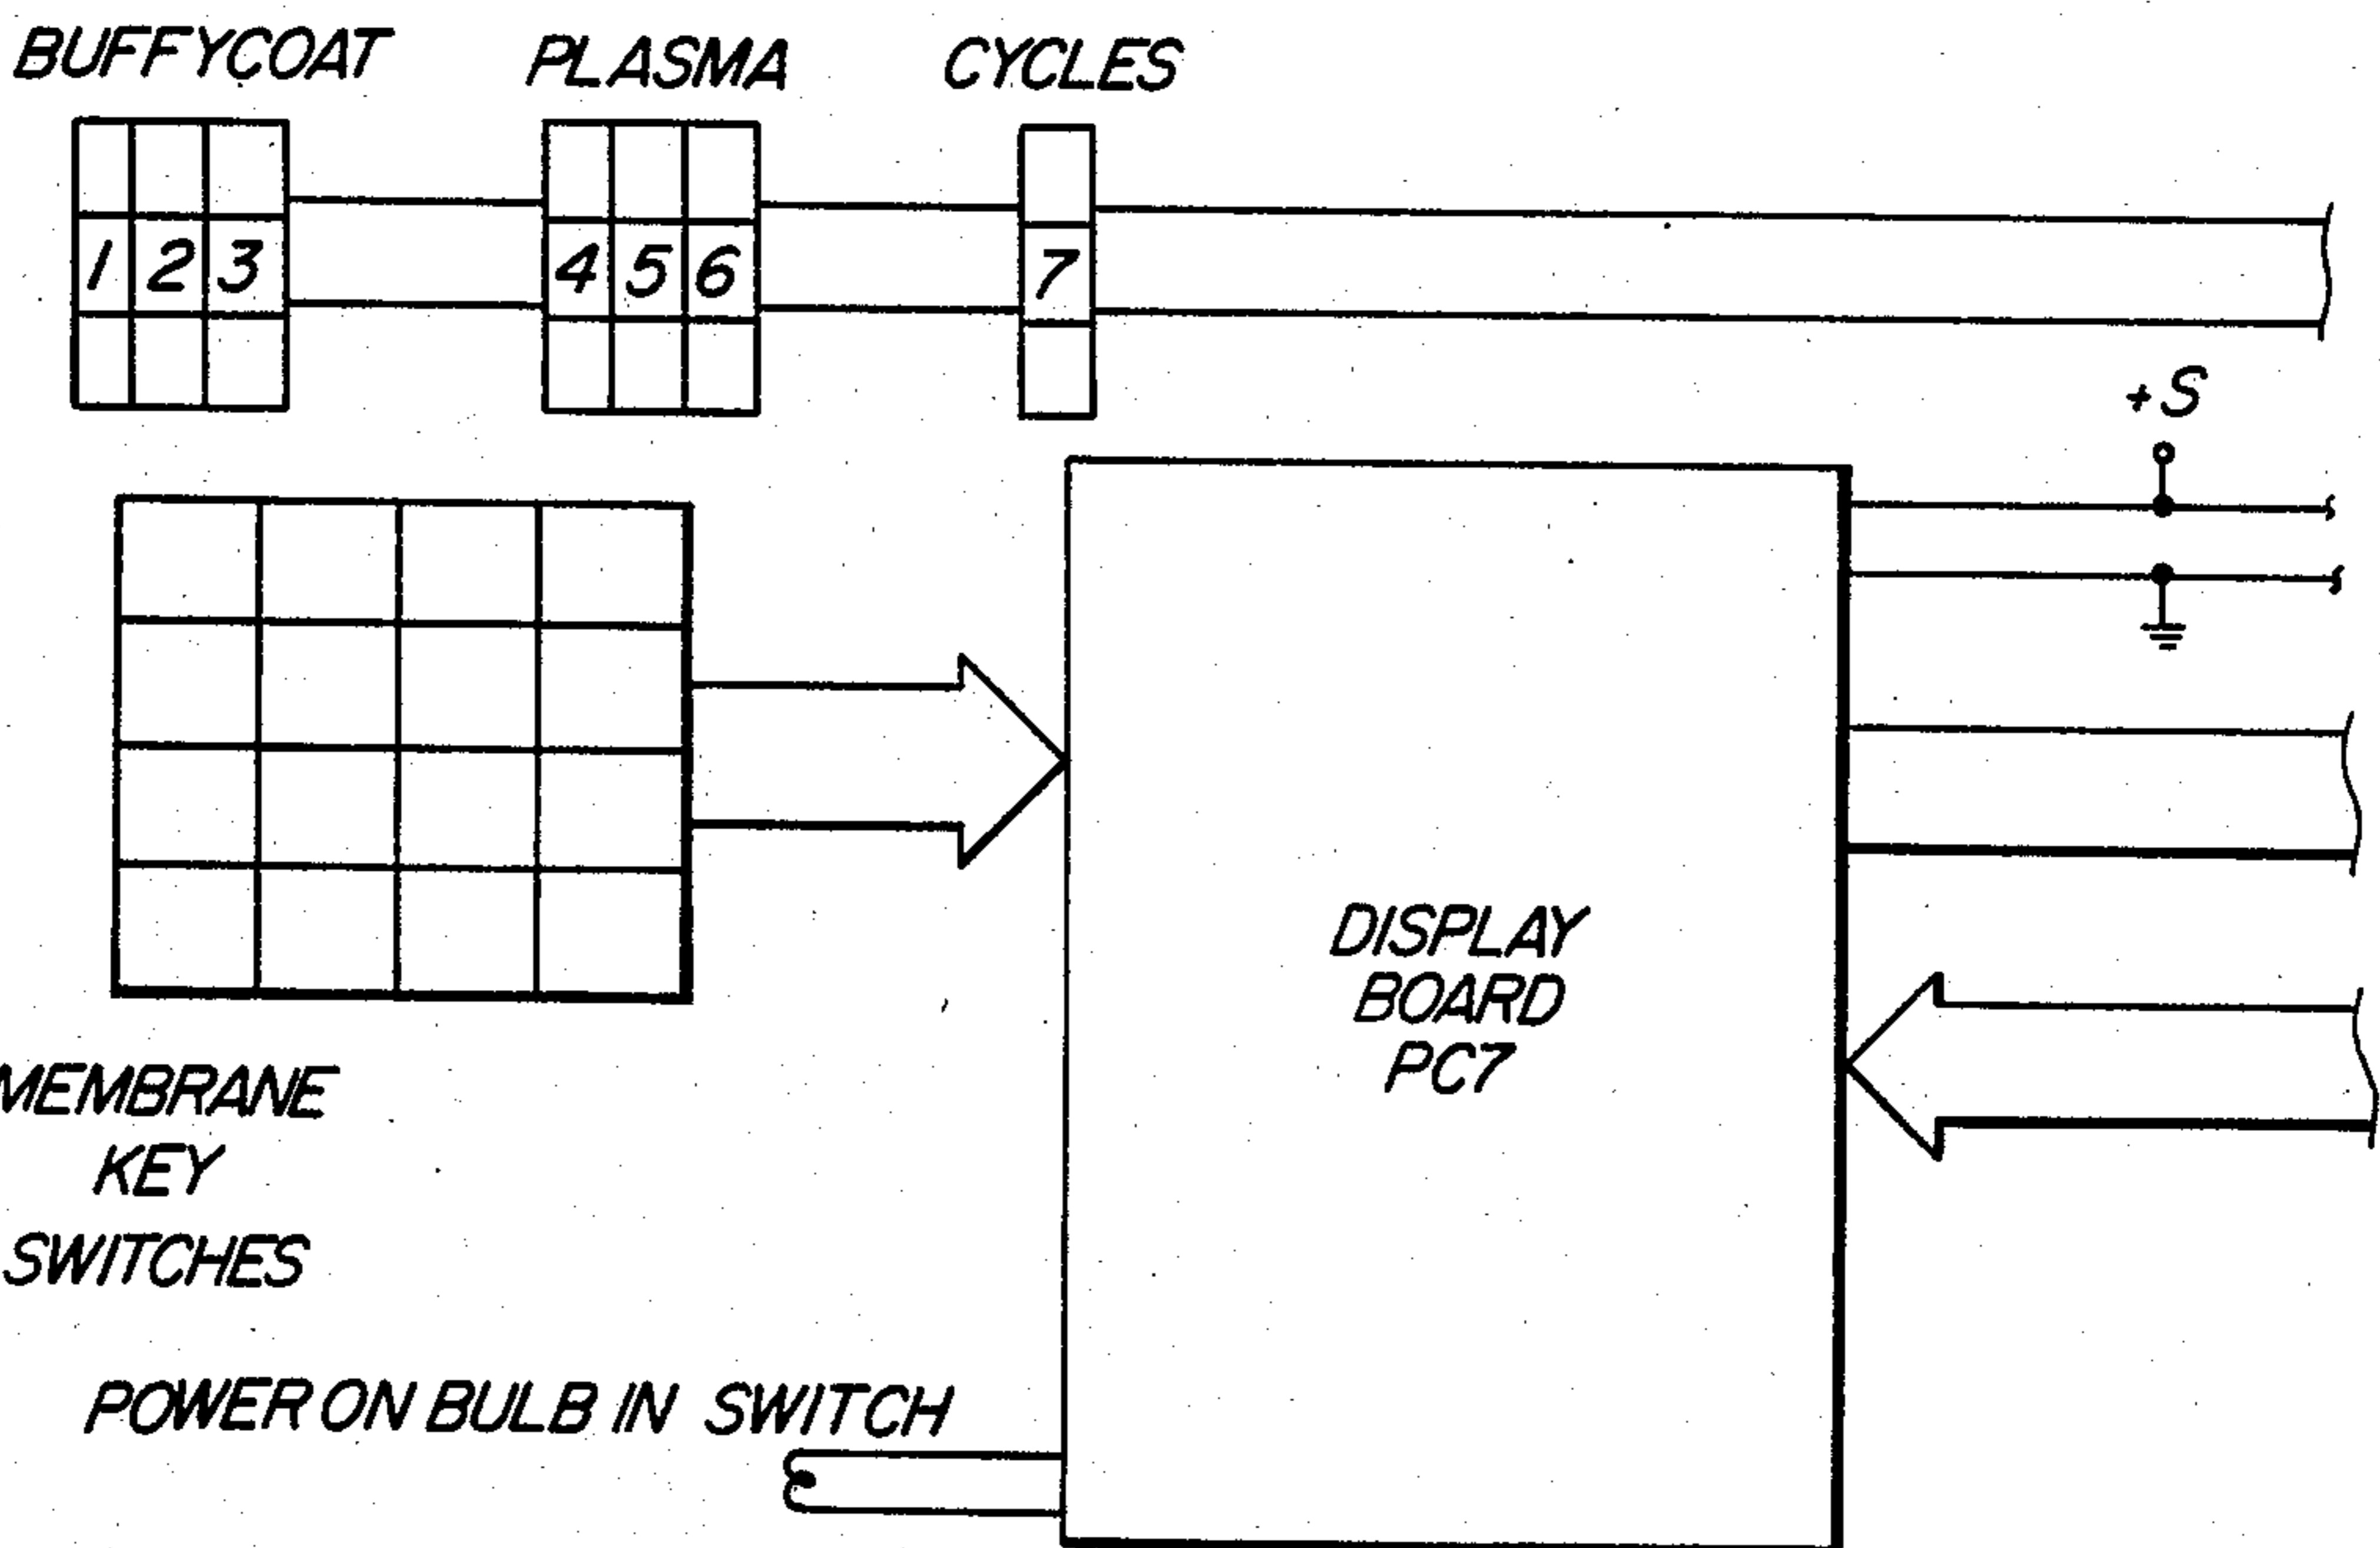 BUFFYCOAT PLASMA CYCLES
1 2 3 4 5 6 7
+S
DISPLAY
BOARD
PC7
MEMBRANE
KEY
SWITCHES
POWER ON BULB IN SWITCH